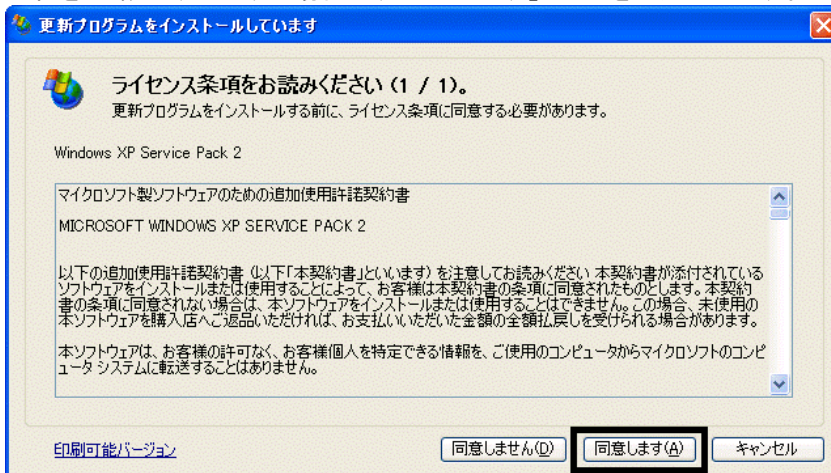 更新プログラムをインストールしています
ライセンス条項をお読みください (1 / 1)。
更新プログラムをインストールする前に、ライセンス条項に同意する必要があります。
Windows XP Service Pack 2
マイクロソフト製ソフトウェアのための追加使用許諾契約書
MICROSOFT WINDOWS XP SERVICE PACK 2
以下の追加使用許諾契約書 (以下「本契約書」といいます) を注意してお読みください 本契約書が添付されている
ソフトウェアをインストールまたは使用することによって、お客様は本契約書の条項に同意されたものとします。本契約
書の条項に同意されない場合は、本ソフトウェアをインストールまたは使用することはできません。この場合、未使用の
本ソフトウェアを購入店へご返品いただければ、お支払いいただいた金額の全額払戻しを受けられる場合があります。
本ソフトウェアは、お客様の許可なく、お客様個人を特定できる情報を、ご使用のコンピュータからマイクロソフトのコンピ
ュータ システムに転送することはありません。
印刷可能バージョン
同意しません(D)
同意します(A)
キャンセル